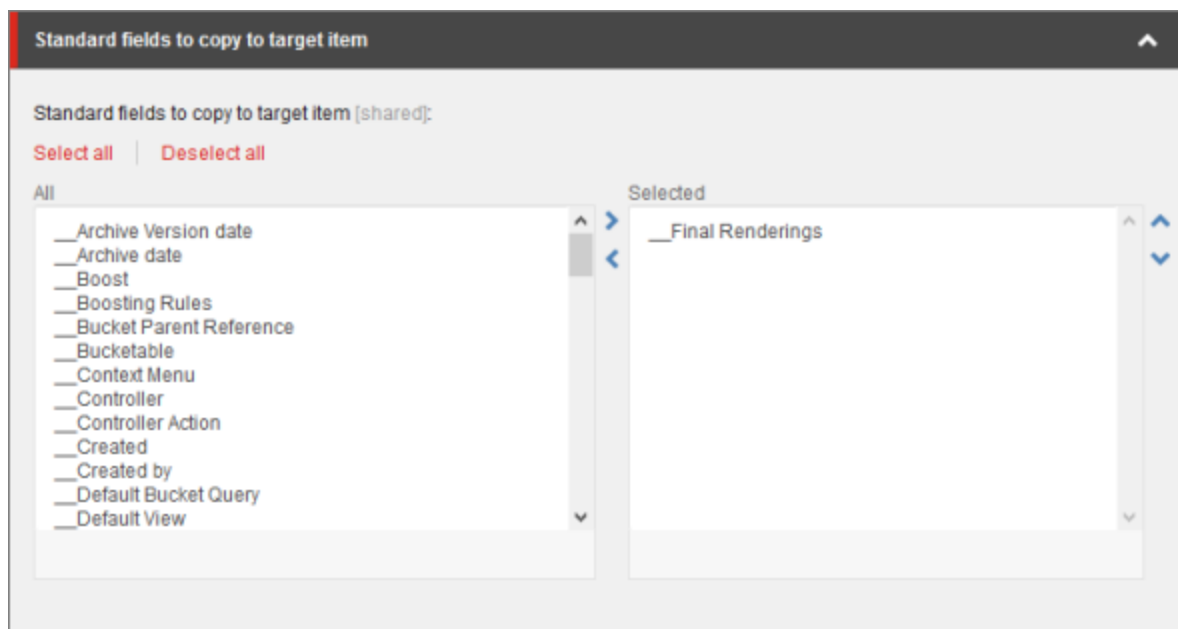 Standard fields to copy to target item
Standard fields to copy to target item [shared]:
Select all
Deselect all
All
__Archive Version date
__Archive date
__Boost
__Boosting Rules
__Bucket Parent Reference
__Bucketable
__Context Menu
__Controller
__Controller Action
__Created
__Created by
__Default Bucket Query
__Default View
Selected
__Final Renderings